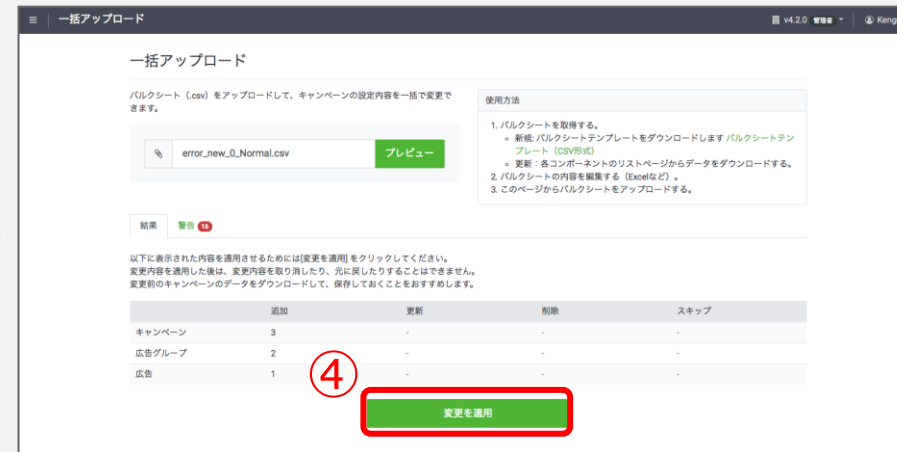 ≡ 一括アップロード v4.2.0 管理者 Keng
一括アップロード
バルクシート（.csv）をアップロードして、キャンペーンの設定内容を一括で変更で
きます。
error_new_0_Normal.csv プレビュー
使用方法
1. バルクシートを取得する。
新規: バルクシートテンプレートをダウンロードします バルクシートテン
プレート（CSV形式）
更新：各コンポーネントのリストページからデータをダウンロードする。
2. バルクシートの内容を編集する（Excelなど）。
3. このページからバルクシートをアップロードする。
結果 警告 16
以下に表示された内容を適用させるためには[変更を適用] をクリックしてください。
変更内容を適用した後は、変更内容を取り消したり、元に戻したりすることはできません。
変更前のキャンペーンのデータをダウンロードして、保存しておくことをおすすめします。
追加 更新 削除 スキップ
キャンペーン 3 - - -
広告グループ 2 - - -
広告 1 - - -
④
変更を適用